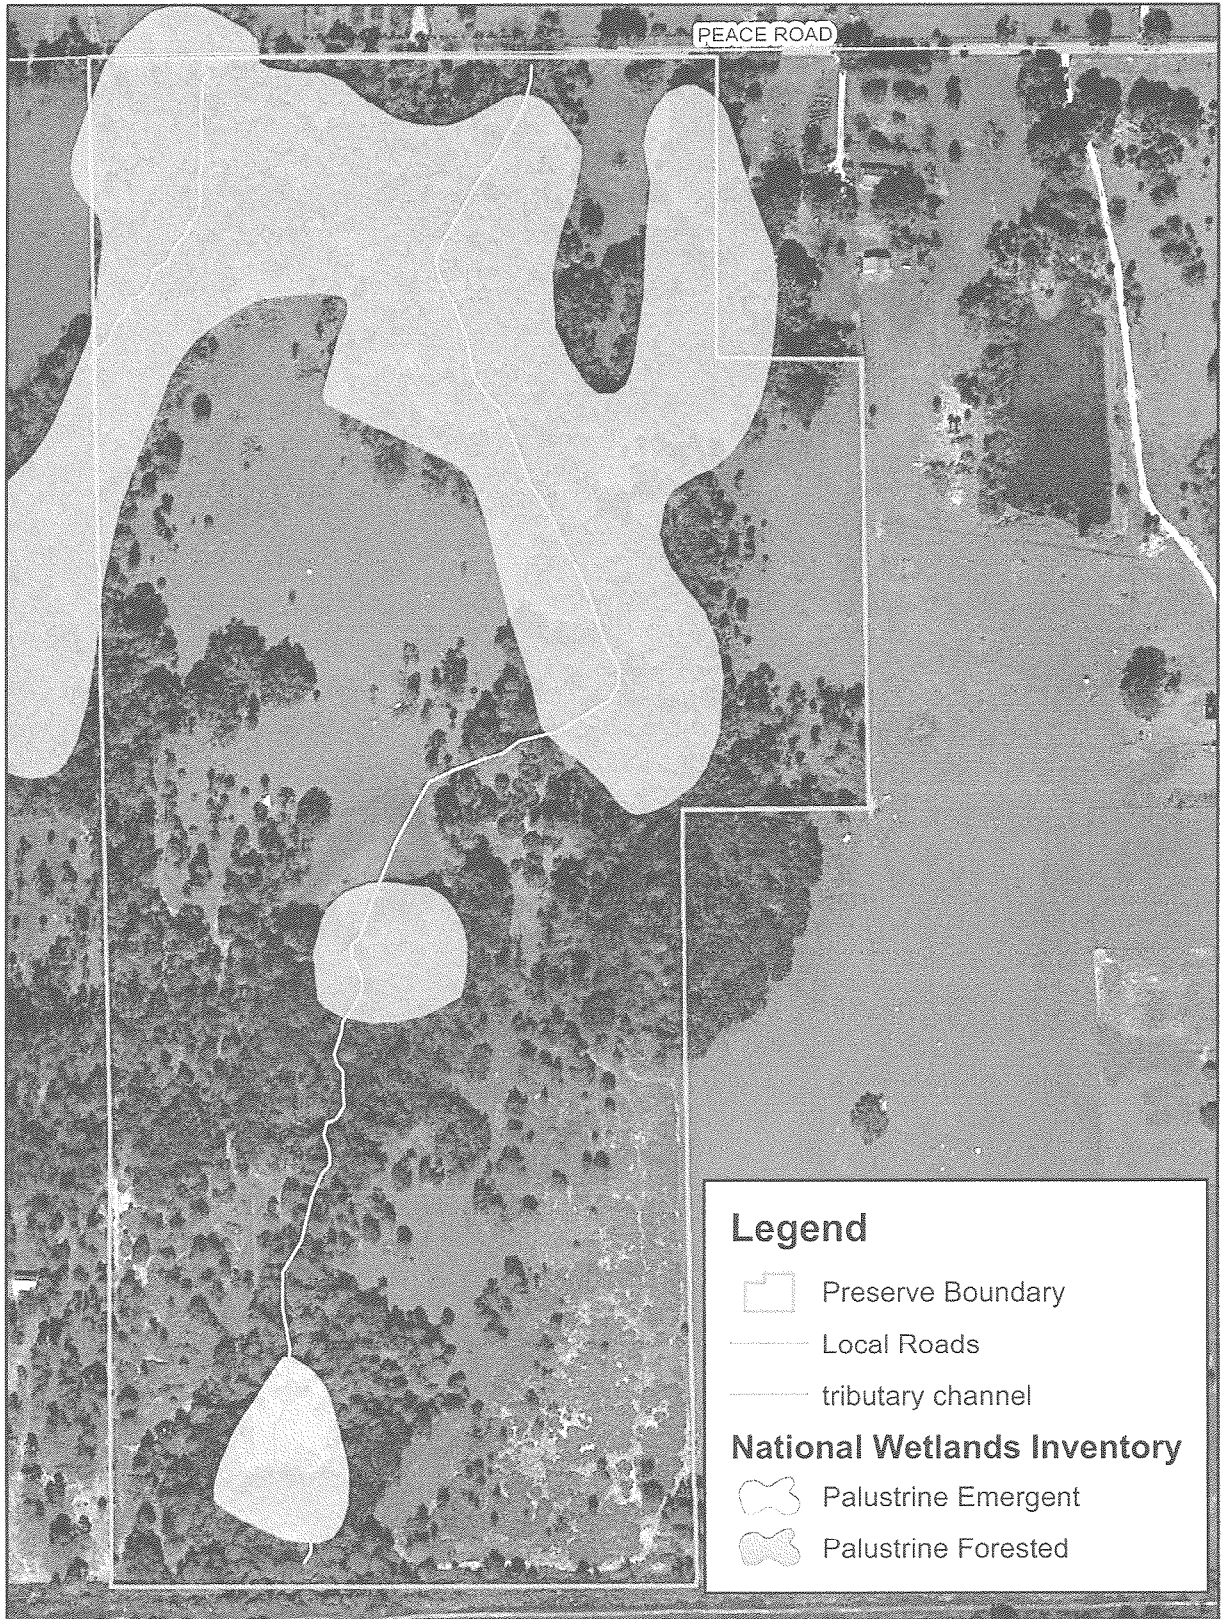 PEACE ROAD
Legend
Preserve Boundary
Local Roads
tributary channel
National Wetlands Inventory
Palustrine Emergent
Palustrine Forested